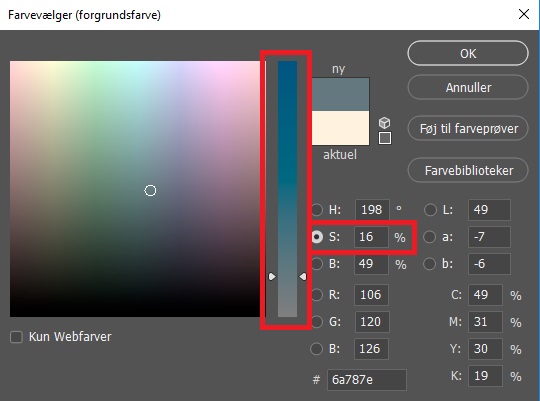 Farvevælger (forgrundsfarve)
ny
aktuel
OK
Annuller
Føj til farveprøver
Farvebiblioteker
H: 198 °
S: 16 %
B: 49 %
R: 106
G: 120
B: 126
# 6a787e
L: 49
a: -7
b: -6
C: 49 %
M: 31 %
Y: 30 %
K: 19 %
Kun Webfarver